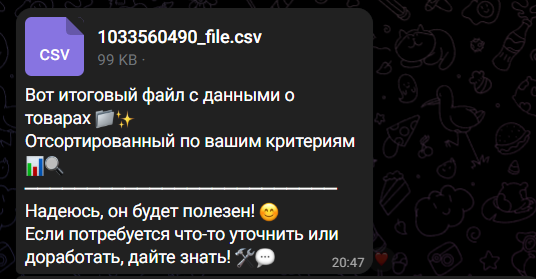 CSV
1033560490_file.csv
99 KB ·
Вот итоговый файл с данными о
товарах 📁✨
Отсортированный по вашим критериям
📊🔍
Надеюсь, он будет полезен! 😊
Если потребуется что-то уточнить или
доработать, дайте знать! 🛠💬
20:47